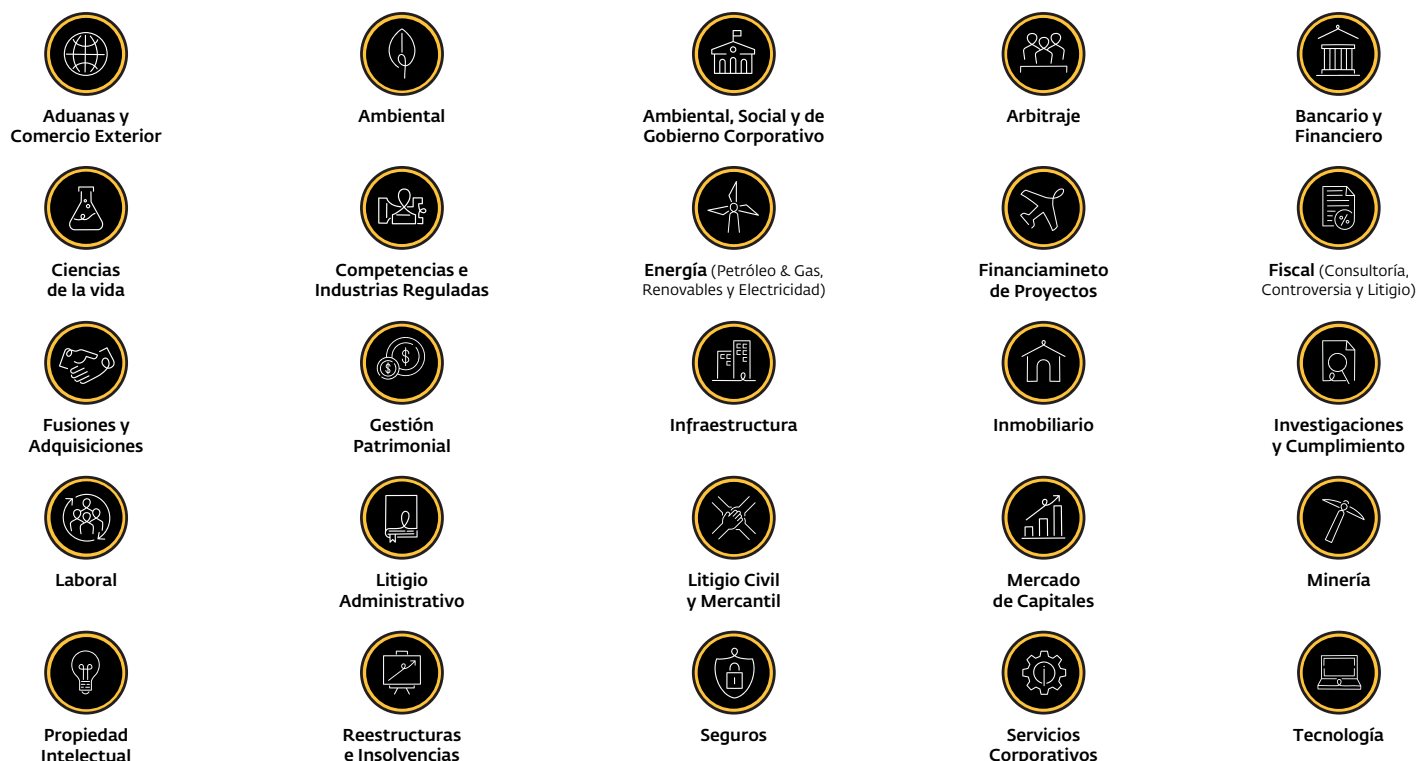 Aduanas y
Comercio Exterior
Ambiental
Ambiental, Social y de
Gobierno Corporativo
Arbitraje
Bancario y
Financiero
Ciencias
de la vida
Competencias e
Industrias Reguladas
Energía (Petróleo & Gas,
Renovables y Electricidad)
Financiamineto
de Proyectos
Fiscal (Consultoría,
Controversia y Litigio)
Fusiones y
Adquisiciones
Gestión
Patrimonial
Infraestructura
Inmobiliario
Investigaciones
y Cumplimiento
Laboral
Litigio
Administrativo
Litigio Civil
y Mercantil
Mercado
de Capitales
Minería
Propiedad
Intelectual
Reestructuras
e Insolvencias
Seguros
Servicios
Corporativos
Tecnología